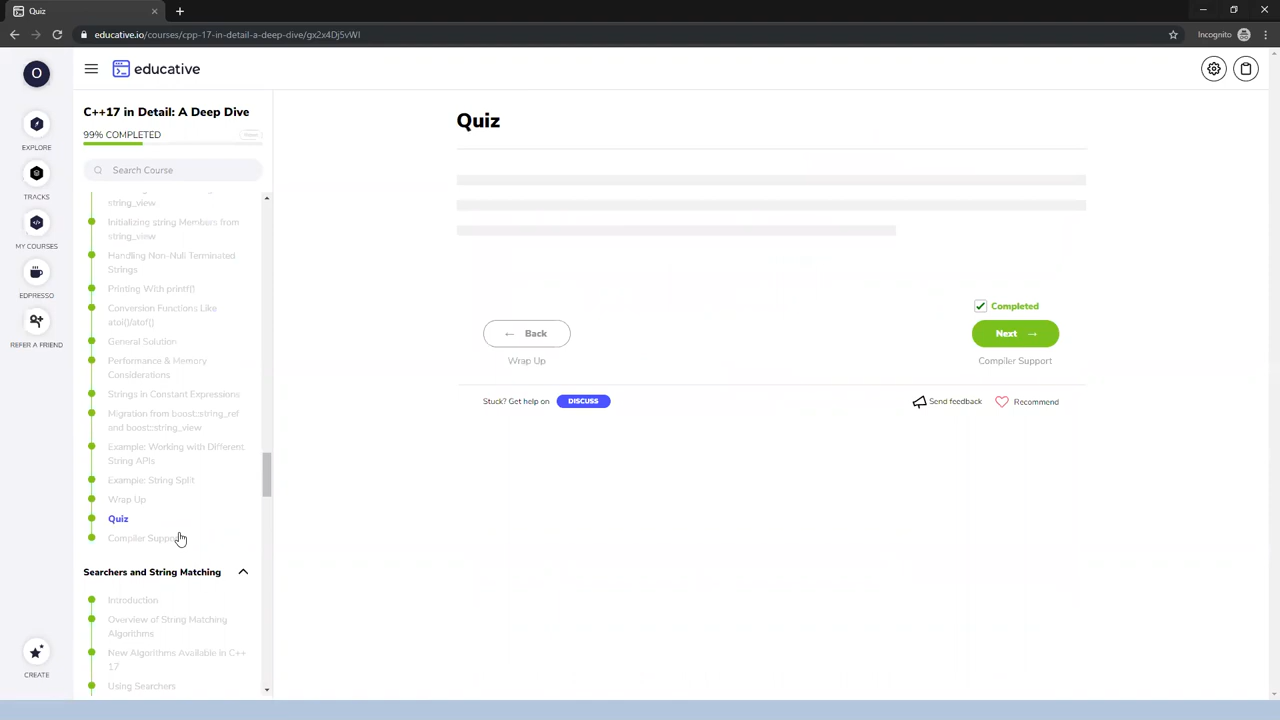 Quiz
educative.io/courses/cpp-17-in-detail-a-deep-dive/gx2x4Dj5vWl
Incognito
O
educative
EXPLORE
TRACKS
MY COURSES
EDPRESSO
REFER A FRIEND
CREATE
C++17 in Detail: A Deep Dive
99% COMPLETED
Search Course
string_view
Initializing string Members from
string_view
Handling Non-Null Terminated
Strings
Printing With printf()
Conversion Functions Like
atol()/atof()
General Solution
Performance & Memory
Considerations
Strings in Constant Expressions
Migration from boost::string_ref
and boost::string_view
Example: Working with Different
String APIs
Example: String Split
Wrap Up
Quiz
Compiler Support
Searchers and String Matching
Introduction
Overview of String Matching
Algorithms
New Algorithms Available in C++
17
Using Searchers
Quiz
Completed
← Back
Next →
Wrap Up
Compiler Support
Stuck? Get help on DISCUSS
Send feedback
Recommend